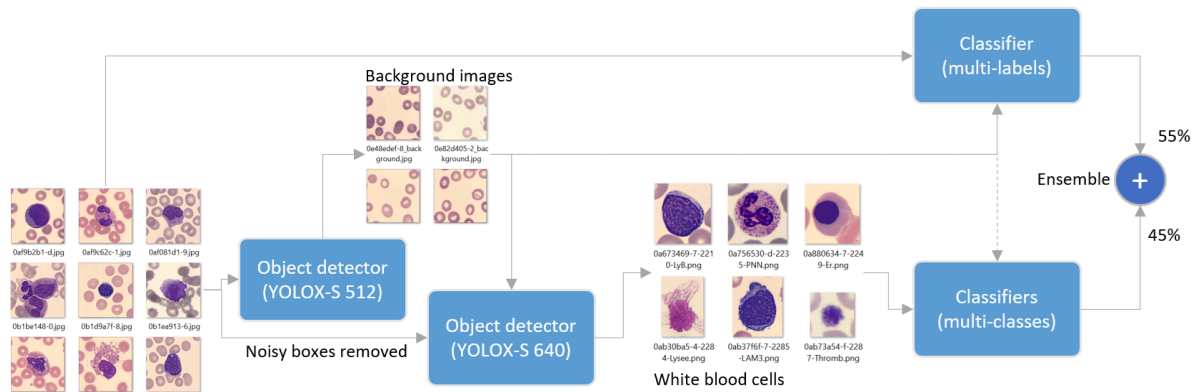 Classifier
(multi-labels)
Background images
0e48edef-8_back
ground.jpg
0e82d405-2_bac
kground.jpg
55%
Ensemble
+
45%
0af9b2b1-d.jpg
0af9c62c-1.jpg
0af081d1-9.jpg
0a673469-7-221
0-LyB.png
0a756530-d-223
5-PNN.png
0a880634-7-224
9-Er.png
Object detector
(YOLOX-S 512)
0b1be148-0.jpg
0b1d9a7f-8.jpg
0b1ea913-6.jpg
Object detector
(YOLOX-S 640)
Classifiers
(multi-classes)
Noisy boxes removed
0ab30ba5-4-228
4-Lysee.png
0ab37f6f-7-2285
-LAM3.png
0ab73a54-f-228
7-Thromb.png
White blood cells